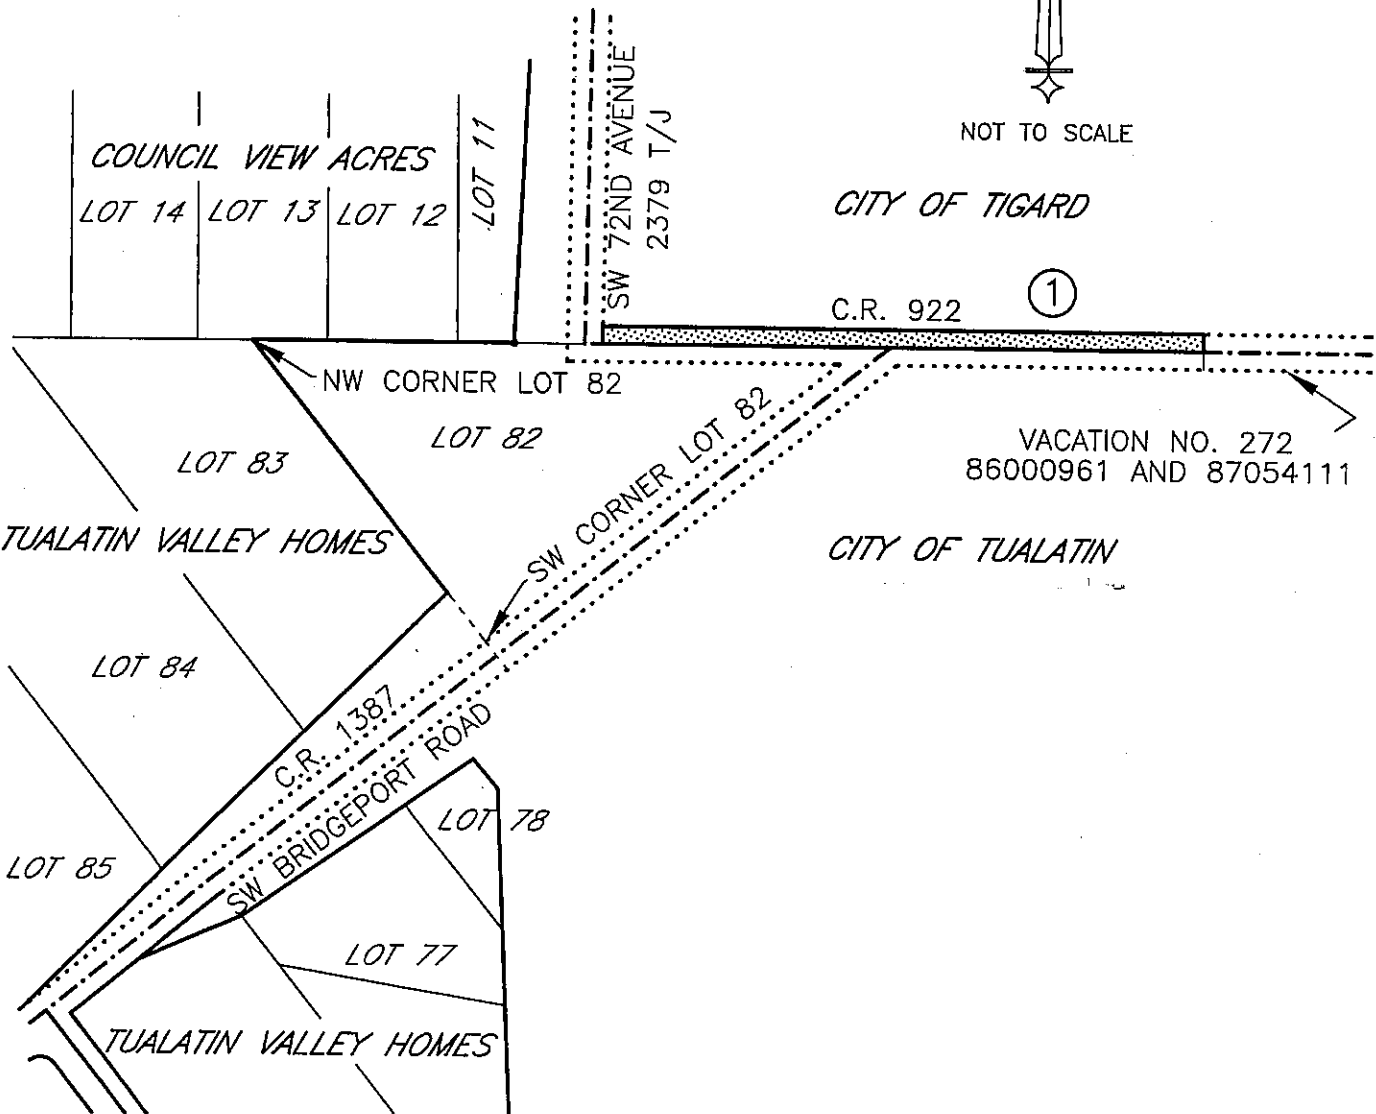 NOT TO SCALE
SW 72ND AVENUE
2379 T/J
COUNCIL VIEW ACRES
LOT 14
LOT 13
LOT 12
LOT 11
CITY OF TIGARD
C.R. 922
1
NW CORNER LOT 82
LOT 82
LOT 83
VACATION NO. 272
86000961 AND 87054111
TUALATIN VALLEY HOMES
SW CORNER LOT 82
CITY OF TUALATIN
LOT 84
C.R. 1387
SW BRIDGEPORT ROAD
LOT 78
LOT 85
LOT 77
TUALATIN VALLEY HOMES